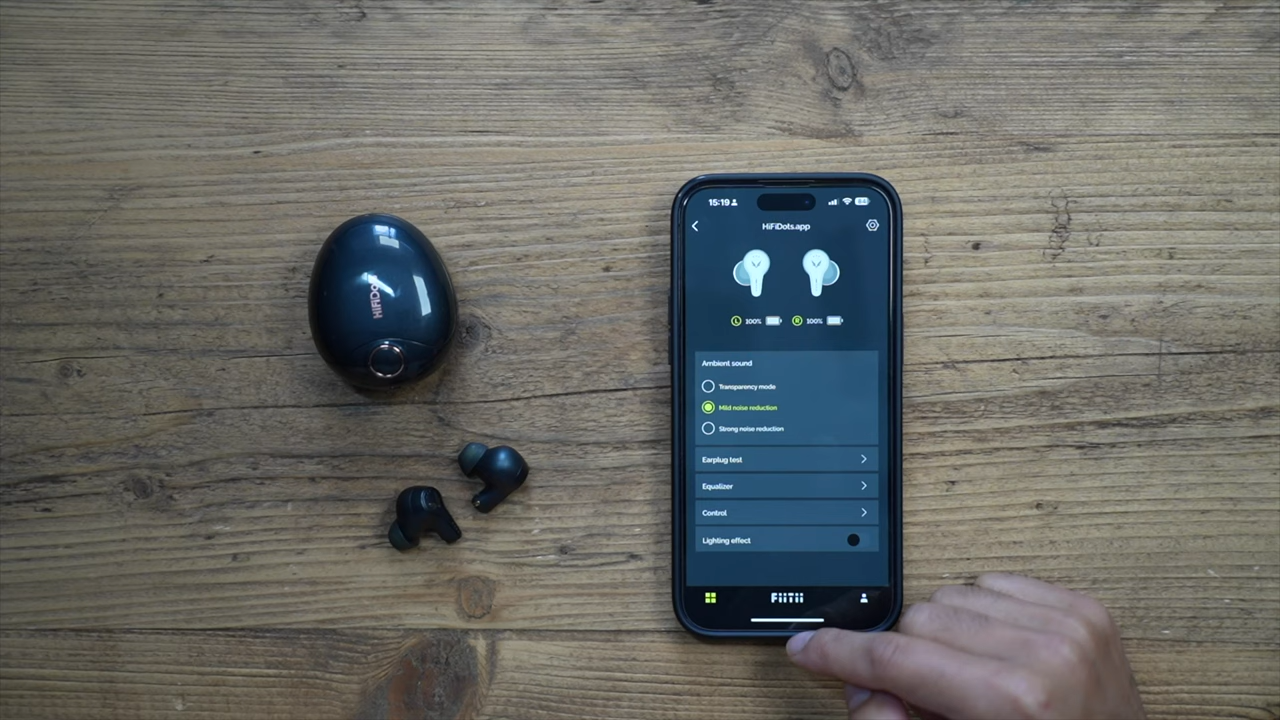 HiFiDots
15:19
84
HiFiDots.app
L 100% R 100%
Ambient sound
Transparency mode
Mild noise reduction
Strong noise reduction
Earplug test
Equalizer
Control
Lighting effect
FiiTii